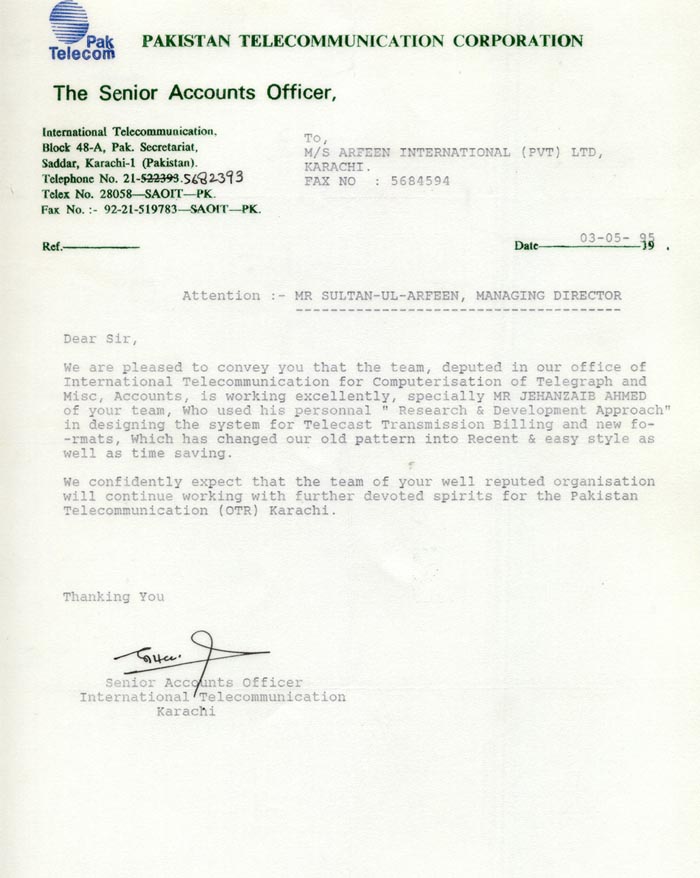 Pak
Telecom
PAKISTAN TELECOMMUNICATION CORPORATION
The Senior Accounts Officer,
International Telecommunication,
Block 48-A, Pak. Secretariat,
Saddar, Karachi-1 (Pakistan).
Telephone No. 21-522393.5682393
Telex No. 28058—SAOIT—PK.
Fax No. :- 92-21-519783—SAOIT—PK.
To,
M/S ARFEEN INTERNATIONAL (PVT) LTD,
KARACHI.
FAX NO : 5684594
Ref.
Date 03-05- 95 19 .
Attention :- MR SULTAN-UL-ARFEEN, MANAGING DIRECTOR
Dear Sir,
We are pleased to convey you that the team, deputed in our office of
International Telecommunication for Computerisation of Telegraph and
Misc, Accounts, is working excellently, specially MR JEHANZAIB AHMED
of your team, Who used his personnal " Research & Development Approach"
in designing the system for Telecast Transmission Billing and new fo-
-rmats, Which has changed our old pattern into Recent & easy style as
well as time saving.
We confidently expect that the team of your well reputed organisation
will continue working with further devoted spirits for the Pakistan
Telecommunication (OTR) Karachi.
Thanking You
Senior Accounts Officer
International Telecommunication
Karachi